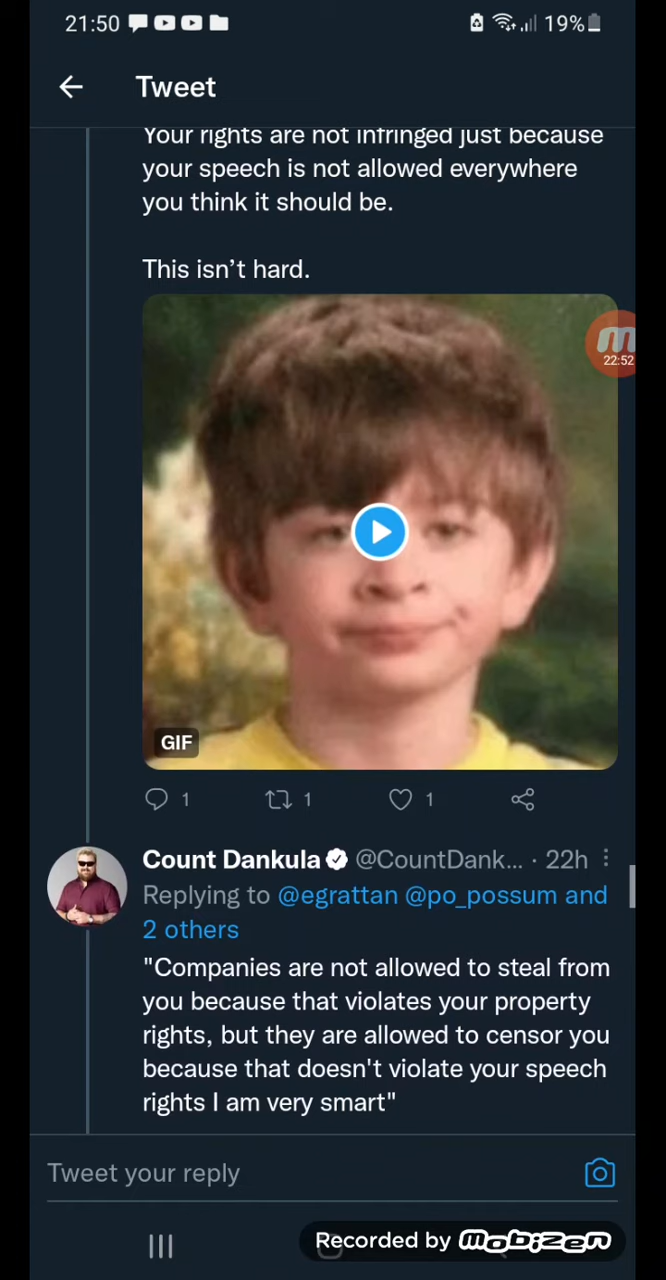 21:50
19%
Tweet
Your rights are not infringed just because
your speech is not allowed everywhere
you think it should be.
This isn't hard.
m
22:52
GIF
1
1
1
Count Dankula @CountDank... · 22h
Replying to @egrattan @po_possum and
2 others
"Companies are not allowed to steal from
you because that violates your property
rights, but they are allowed to censor you
because that doesn't violate your speech
rights I am very smart"
Tweet your reply
Recorded by mobizen